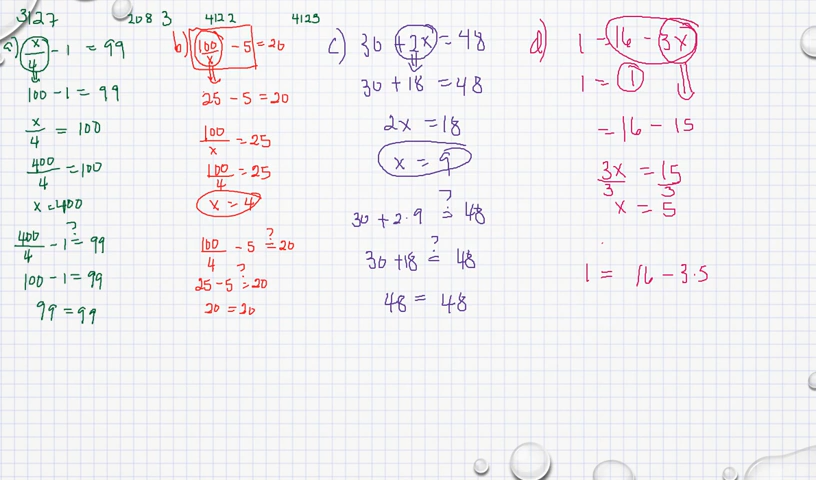 3127 2083 4122 4123
a) x/4 - 1 = 99
100 - 1 = 99
x/4 = 100
400/4 = 100
x = 400
400/4 - 1 ?= 99
100 - 1 = 99
99 = 99
b) 100/x - 5 = 20
25 - 5 = 20
100/x = 25
100/4 = 25
x = 4
100/4 - 5 ?= 20
25 - 5 ?= 20
20 = 20
c) 30 + 2x = 48
30 + 18 = 48
2x = 18
x = 9
30 + 2·9 ?= 48
30 + 18 ?= 48
48 = 48
d) 1 = 16 - 3x
1 = 1
= 16 - 15
3x/3 = 15/3
x = 5
1 = 16 - 3·5